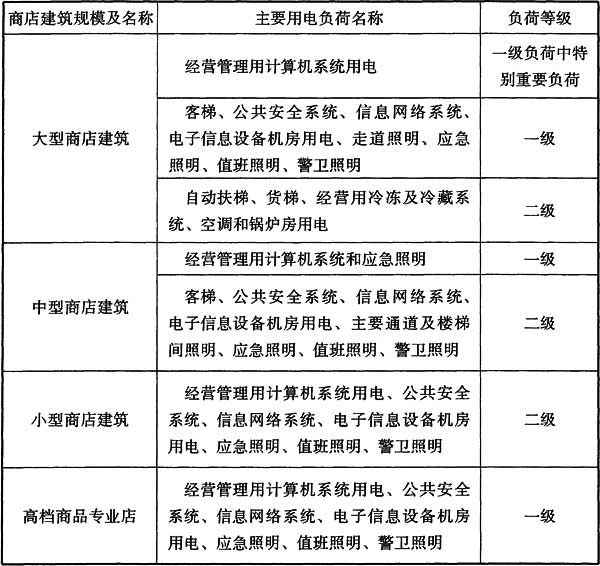 商店建筑规模及名称 主要用电负荷名称 负荷等级
大型商店建筑
经营管理用计算机系统用电
一级负荷中特
别重要负荷
客梯、公共安全系统、信息网络系统、
电子信息设备机房用电、走道照明、应急
照明、值班照明、警卫照明
一级
自动扶梯、货梯、经营用冷冻及冷藏系
统、空调和锅炉房用电
二级
中型商店建筑
经营管理用计算机系统和应急照明
一级
客梯、公共安全系统、信息网络系统、
电子信息设备机房用电、主要通道及楼梯
间照明、应急照明、值班照明、警卫照明
二级
小型商店建筑
经营管理用计算机系统用电、公共安全
系统、信息网络系统、电子信息设备机房
用电、应急照明、值班照明、警卫照明
二级
高档商品专业店
经营管理用计算机系统用电、公共安全
系统、信息网络系统、电子信息设备机房
用电、应急照明、值班照明、警卫照明
一级